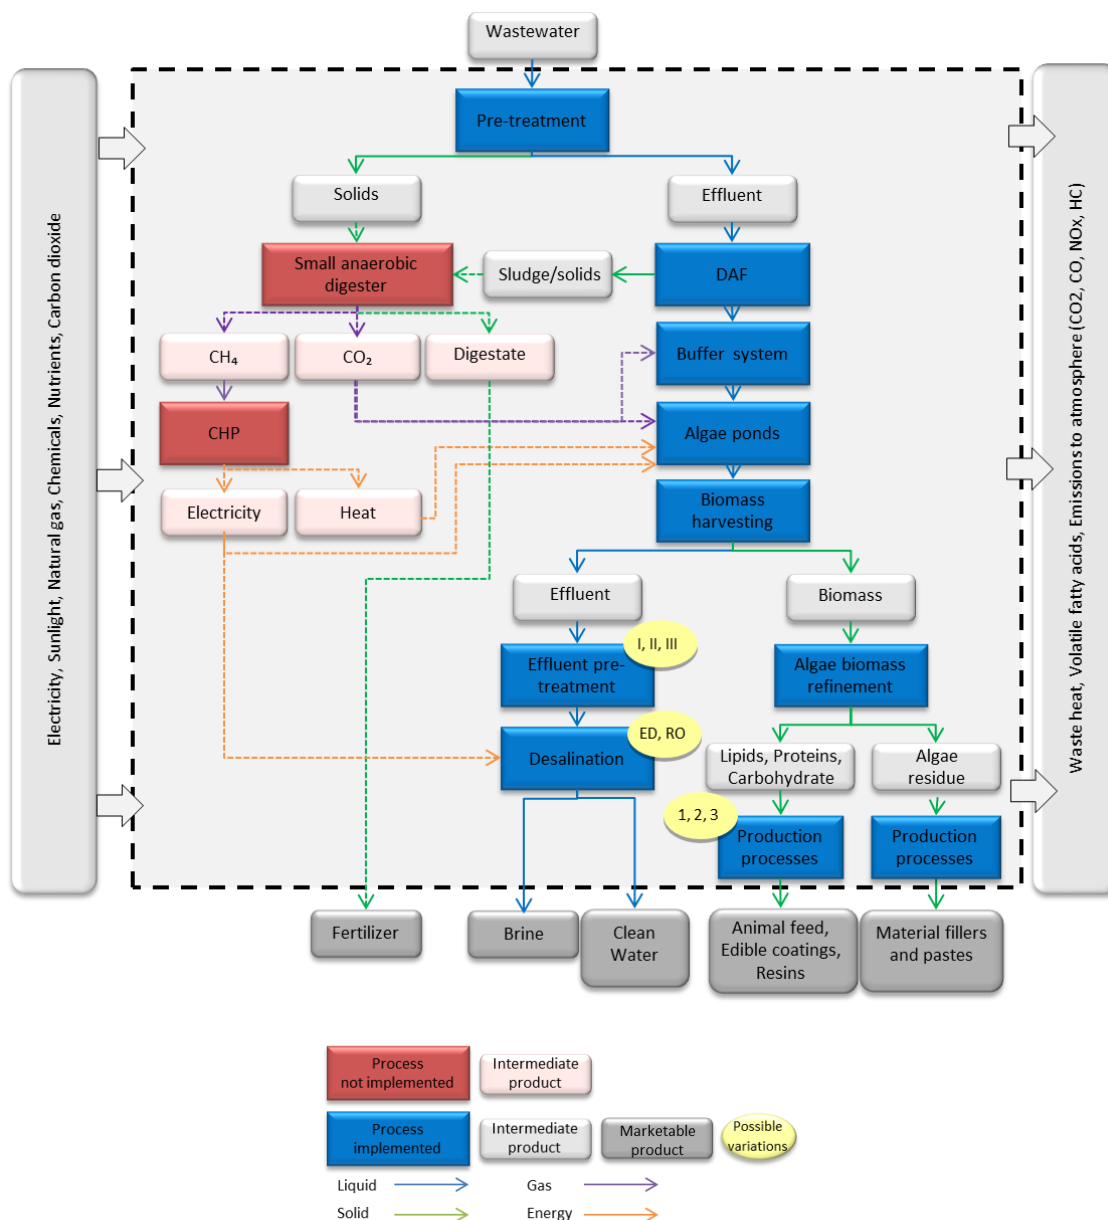 Wastewater
Pre-treatment
Solids
Effluent
Small anaerobic
digester
Sludge/solids
DAF
CH₄
CO₂
Digestate
Buffer system
CHP
Algae ponds
Electricity
Heat
Biomass
harvesting
Effluent
Biomass
I, II, III
Effluent pre-
treatment
Algae biomass
refinement
ED, RO
Desalination
Lipids, Proteins,
Carbohydrate
Algae
residue
1, 2, 3
Production
processes
Production
processes
Fertilizer
Brine
Clean
Water
Animal feed,
Edible coatings,
Resins
Material fillers
and pastes
Electricity, Sunlight, Natural gas, Chemicals, Nutrients, Carbon dioxide
Waste heat, Volatile fatty acids, Emissions to atmosphere (CO2, CO, NOx, HC)
Process
not implemented
Intermediate
product
Process
implemented
Intermediate
product
Marketable
product
Possible
variations
Liquid
Gas
Solid
Energy